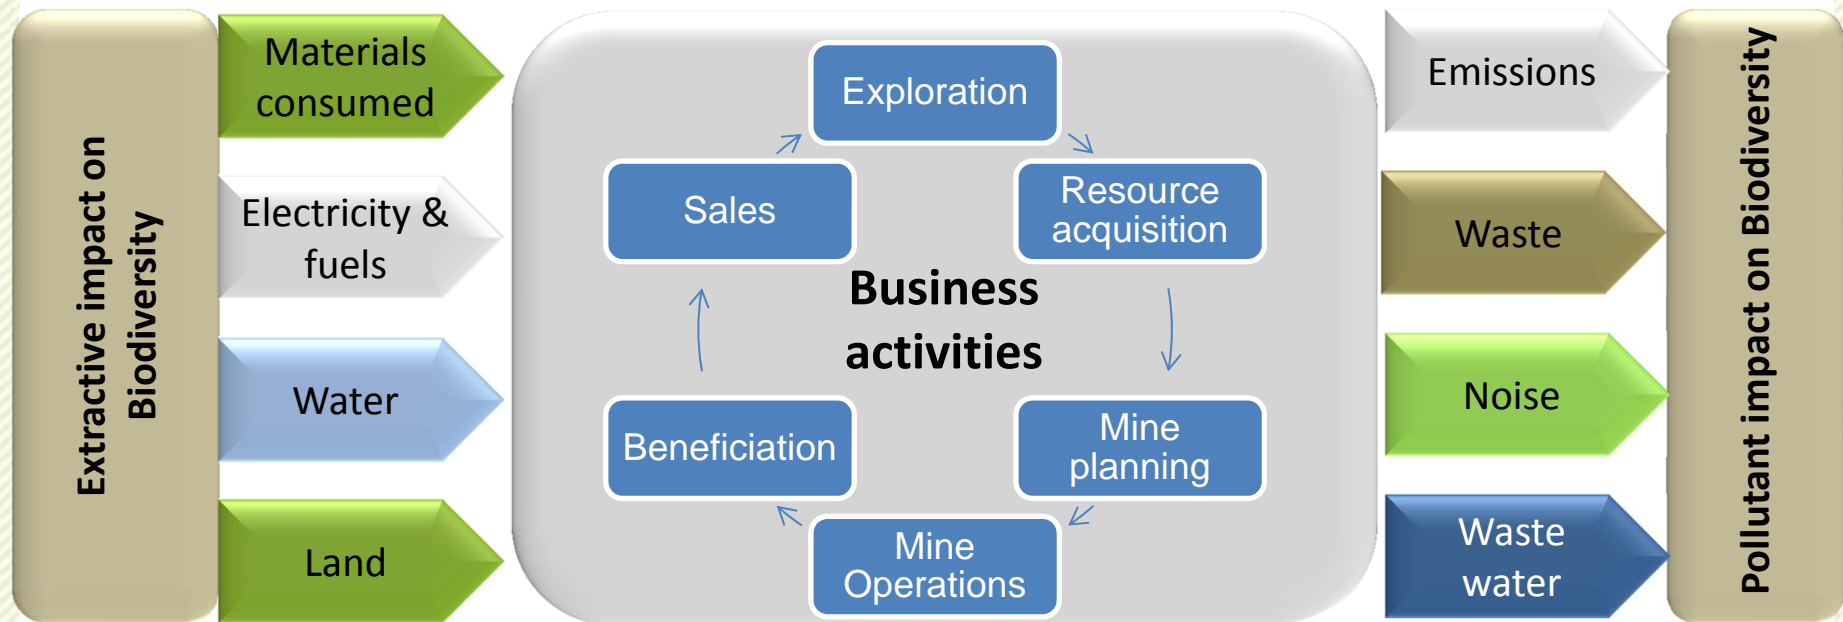 Extractive impact on
Biodiversity
Materials
consumed
Electricity &
fuels
Water
Land
Exploration
Resource
acquisition
Mine
planning
Mine
Operations
Beneficiation
Sales
Business
activities
Emissions
Waste
Noise
Waste
water
Pollutant impact on Biodiversity